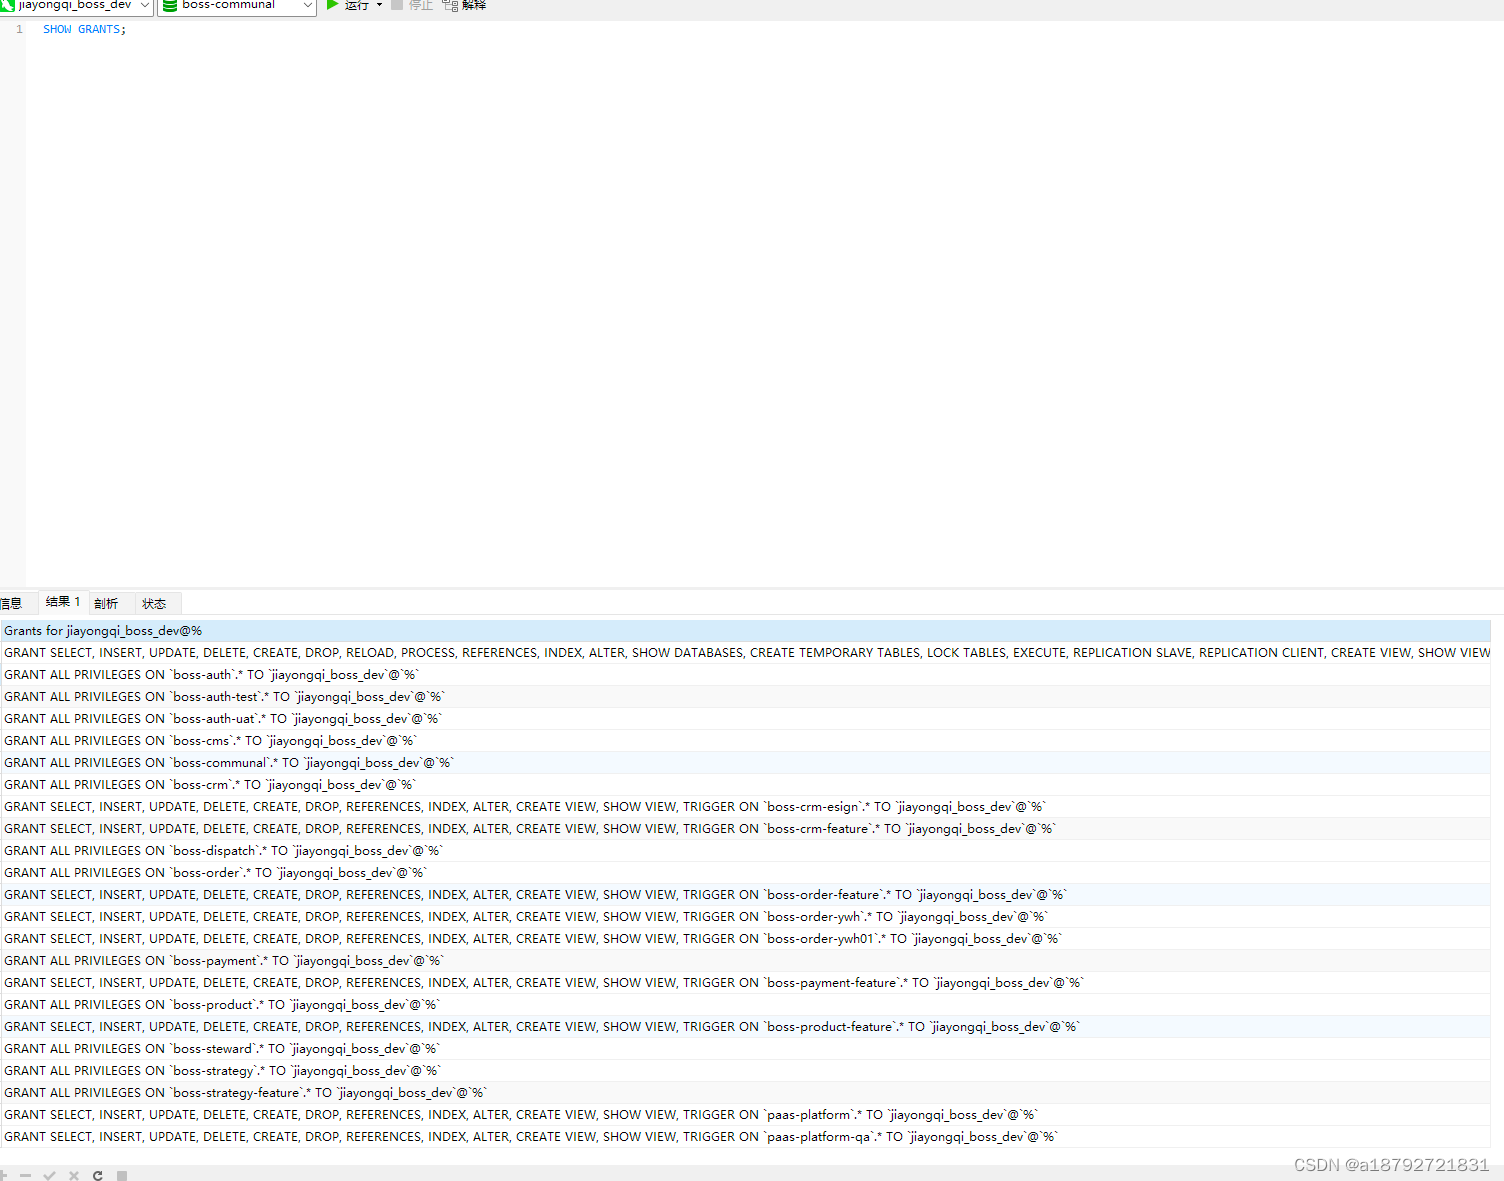 jiayongqi_boss_dev boss-communal 运行 停止 解释
1 SHOW GRANTS;
信息 结果 1 剖析 状态
Grants for jiayongqi_boss_dev@%
GRANT SELECT, INSERT, UPDATE, DELETE, CREATE, DROP, RELOAD, PROCESS, REFERENCES, INDEX, ALTER, SHOW DATABASES, CREATE TEMPORARY TABLES, LOCK TABLES, EXECUTE, REPLICATION SLAVE, REPLICATION CLIENT, CREATE VIEW, SHOW VIEW
GRANT ALL PRIVILEGES ON `boss-auth`.* TO `jiayongqi_boss_dev`@`%`
GRANT ALL PRIVILEGES ON `boss-auth-test`.* TO `jiayongqi_boss_dev`@`%`
GRANT ALL PRIVILEGES ON `boss-auth-uat`.* TO `jiayongqi_boss_dev`@`%`
GRANT ALL PRIVILEGES ON `boss-cms`.* TO `jiayongqi_boss_dev`@`%`
GRANT ALL PRIVILEGES ON `boss-communal`.* TO `jiayongqi_boss_dev`@`%`
GRANT ALL PRIVILEGES ON `boss-crm`.* TO `jiayongqi_boss_dev`@`%`
GRANT SELECT, INSERT, UPDATE, DELETE, CREATE, DROP, REFERENCES, INDEX, ALTER, CREATE VIEW, SHOW VIEW, TRIGGER ON `boss-crm-esign`.* TO `jiayongqi_boss_dev`@`%`
GRANT SELECT, INSERT, UPDATE, DELETE, CREATE, DROP, REFERENCES, INDEX, ALTER, CREATE VIEW, SHOW VIEW, TRIGGER ON `boss-crm-feature`.* TO `jiayongqi_boss_dev`@`%`
GRANT ALL PRIVILEGES ON `boss-dispatch`.* TO `jiayongqi_boss_dev`@`%`
GRANT ALL PRIVILEGES ON `boss-order`.* TO `jiayongqi_boss_dev`@`%`
GRANT SELECT, INSERT, UPDATE, DELETE, CREATE, DROP, REFERENCES, INDEX, ALTER, CREATE VIEW, SHOW VIEW, TRIGGER ON `boss-order-feature`.* TO `jiayongqi_boss_dev`@`%`
GRANT SELECT, INSERT, UPDATE, DELETE, CREATE, DROP, REFERENCES, INDEX, ALTER, CREATE VIEW, SHOW VIEW, TRIGGER ON `boss-order-ywh`.* TO `jiayongqi_boss_dev`@`%`
GRANT SELECT, INSERT, UPDATE, DELETE, CREATE, DROP, REFERENCES, INDEX, ALTER, CREATE VIEW, SHOW VIEW, TRIGGER ON `boss-order-ywh01`.* TO `jiayongqi_boss_dev`@`%`
GRANT ALL PRIVILEGES ON `boss-payment`.* TO `jiayongqi_boss_dev`@`%`
GRANT SELECT, INSERT, UPDATE, DELETE, CREATE, DROP, REFERENCES, INDEX, ALTER, CREATE VIEW, SHOW VIEW, TRIGGER ON `boss-payment-feature`.* TO `jiayongqi_boss_dev`@`%`
GRANT ALL PRIVILEGES ON `boss-product`.* TO `jiayongqi_boss_dev`@`%`
GRANT SELECT, INSERT, UPDATE, DELETE, CREATE, DROP, REFERENCES, INDEX, ALTER, CREATE VIEW, SHOW VIEW, TRIGGER ON `boss-product-feature`.* TO `jiayongqi_boss_dev`@`%`
GRANT ALL PRIVILEGES ON `boss-steward`.* TO `jiayongqi_boss_dev`@`%`
GRANT ALL PRIVILEGES ON `boss-strategy`.* TO `jiayongqi_boss_dev`@`%`
GRANT ALL PRIVILEGES ON `boss-strategy-feature`.* TO `jiayongqi_boss_dev`@`%`
GRANT SELECT, INSERT, UPDATE, DELETE, CREATE, DROP, REFERENCES, INDEX, ALTER, CREATE VIEW, SHOW VIEW, TRIGGER ON `paas-platform`.* TO `jiayongqi_boss_dev`@`%`
GRANT SELECT, INSERT, UPDATE, DELETE, CREATE, DROP, REFERENCES, INDEX, ALTER, CREATE VIEW, SHOW VIEW, TRIGGER ON `paas-platform-qa`.* TO `jiayongqi_boss_dev`@`%`
CSDN @a18792721831